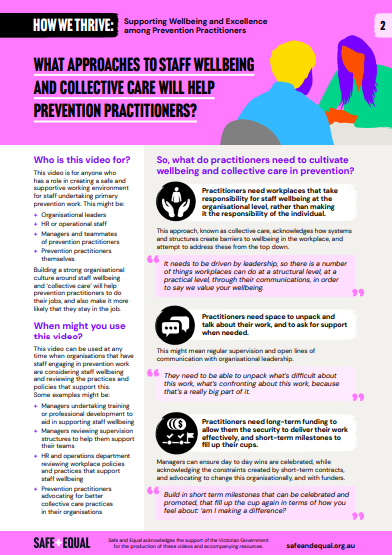 HOW WE THRIVE:
Supporting Wellbeing and Excellence
among Prevention Practitioners
2
WHAT APPROACHES TO STAFF WELLBEING
AND COLLECTIVE CARE WILL HELP
PREVENTION PRACTITIONERS?
Who is this video for?
This video is for anyone who
has a role in creating a safe and
supportive working environment
for staff undertaking primary
prevention work. This might be:
+ Organisational leaders
+ HR or operational staff
+ Managers and teammates
of prevention practitioners
+ Prevention practitioners
themselves
Building a strong organisational
culture around staff wellbeing
and 'collective care' will help
prevention practitioners to do
their jobs, and also make it more
likely that they stay in the job.
When might you use
this video?
This video can be used at any
time when organisations that have
staff engaging in prevention work
are considering staff wellbeing
and reviewing the practices and
policies that support this.
Some examples might be:
+ Managers undertaking training
or professional development to
aid in supporting staff wellbeing
+ Managers reviewing supervision
structures to help them support
their teams
+ HR and operations department
reviewing workplace policies
and practices that support
staff wellbeing
+ Prevention practitioners
advocating for better
collective care practices
in their organisations
So, what do practitioners need to cultivate
wellbeing and collective care in prevention?
Practitioners need workplaces that take
responsibility for staff wellbeing at the
organisational level, rather than making
it the responsibility of the individual.
This approach, known as collective care, acknowledges how systems
and structures create barriers to wellbeing in the workplace, and
attempt to address these from the top down.
It needs to be driven by leadership, so there is a number
of things workplaces can do at a structural level, at a
practical level, through their communications, in order
to say we value your wellbeing.
Practitioners need space to unpack and
talk about their work, and to ask for support
when needed.
This might mean regular supervision and open lines of
communication with organisational leadership.
They need to be able to unpack what's difficult about
this work, what's confronting about this work, because
that's a really big part of it.
Practitioners need long-term funding to
allow them the security to deliver their work
effectively, and short-term milestones to
fill up their cups.
Managers can ensure day to day wins are celebrated, while
acknowledging the constraints created by short-term contracts,
and advocating to change this organisationally, and with funders.
Build in short term milestones that can be celebrated and
promoted, that fill the cup again in terms of how you
feel about: 'am I making a difference?
SAFE+EQUAL
Safe and Equal acknowledges the support of the Victorian Government
for the production of these videos and accompanying resources.
safeandequal.org.au